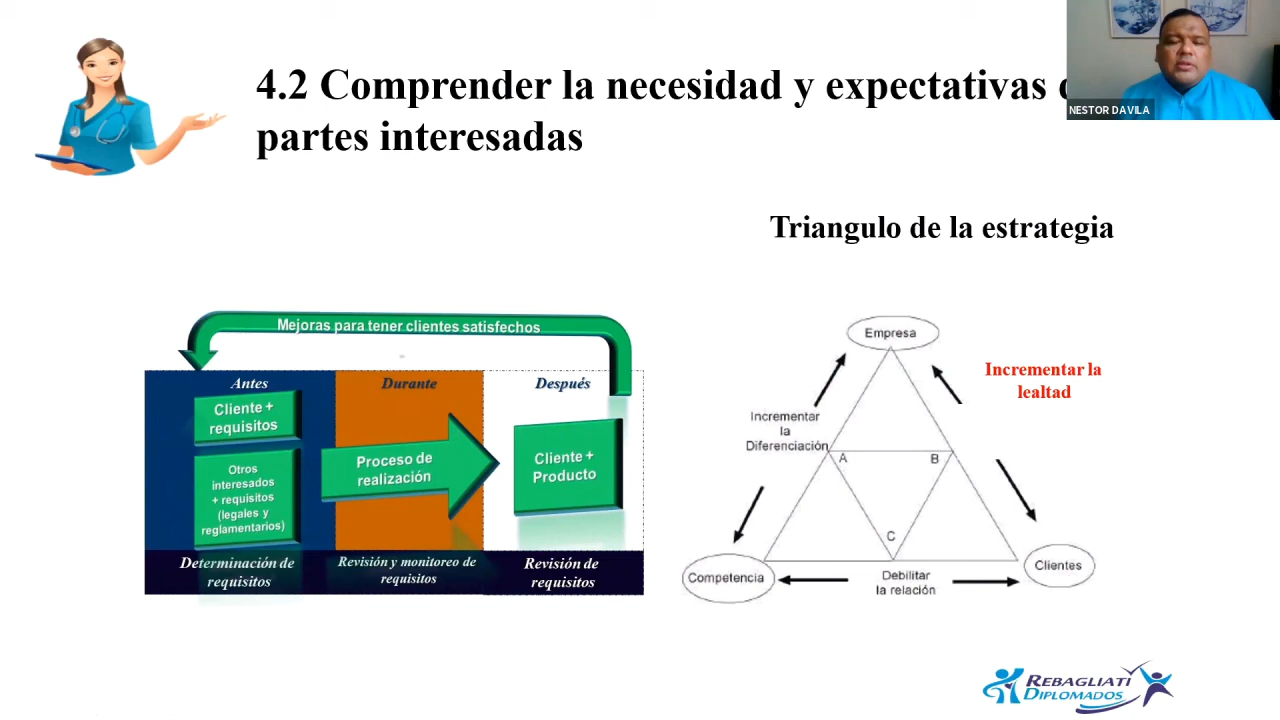 4.2 Comprender la necesidad y expectativas
partes interesadas
NESTOR DAVILA
Triangulo de la estrategia
Mejoras para tener clientes satisfechos
Antes
Durante
Después
Cliente +
requisitos
Otros
interesados
+ requisitos
(legales y
reglamentarios)
Proceso de
realización
Cliente +
Producto
Determinación de
requisitos
Revisión y monitoreo de
requisitos
Revisión de
requisitos
Empresa
Incrementar la
lealtad
Incrementar
la
Diferenciación
A
B
C
Competencia
Debilitar
la relación
Clientes
REBAGLIATI
DIPLOMADOS